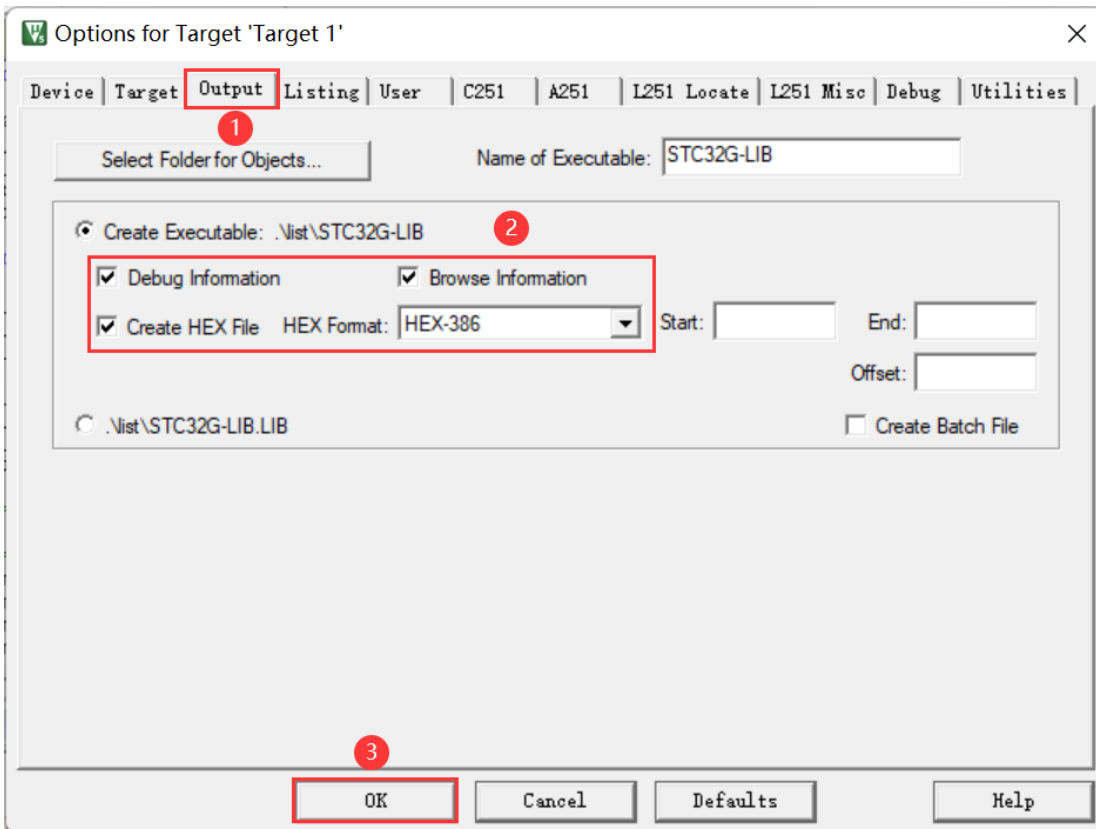 Options for Target 'Target 1'
Device Target Output Listing User C251 A251 L251 Locate L251 Misc Debug Utilities
1
Select Folder for Objects... Name of Executable: STC32G-LIB
Create Executable: .\list\STC32G-LIB 2
Debug Information Browse Information
Create HEX File HEX Format: HEX-386 Start: End:
Offset:
.\list\STC32G-LIB.LIB Create Batch File
3
OK Cancel Defaults Help